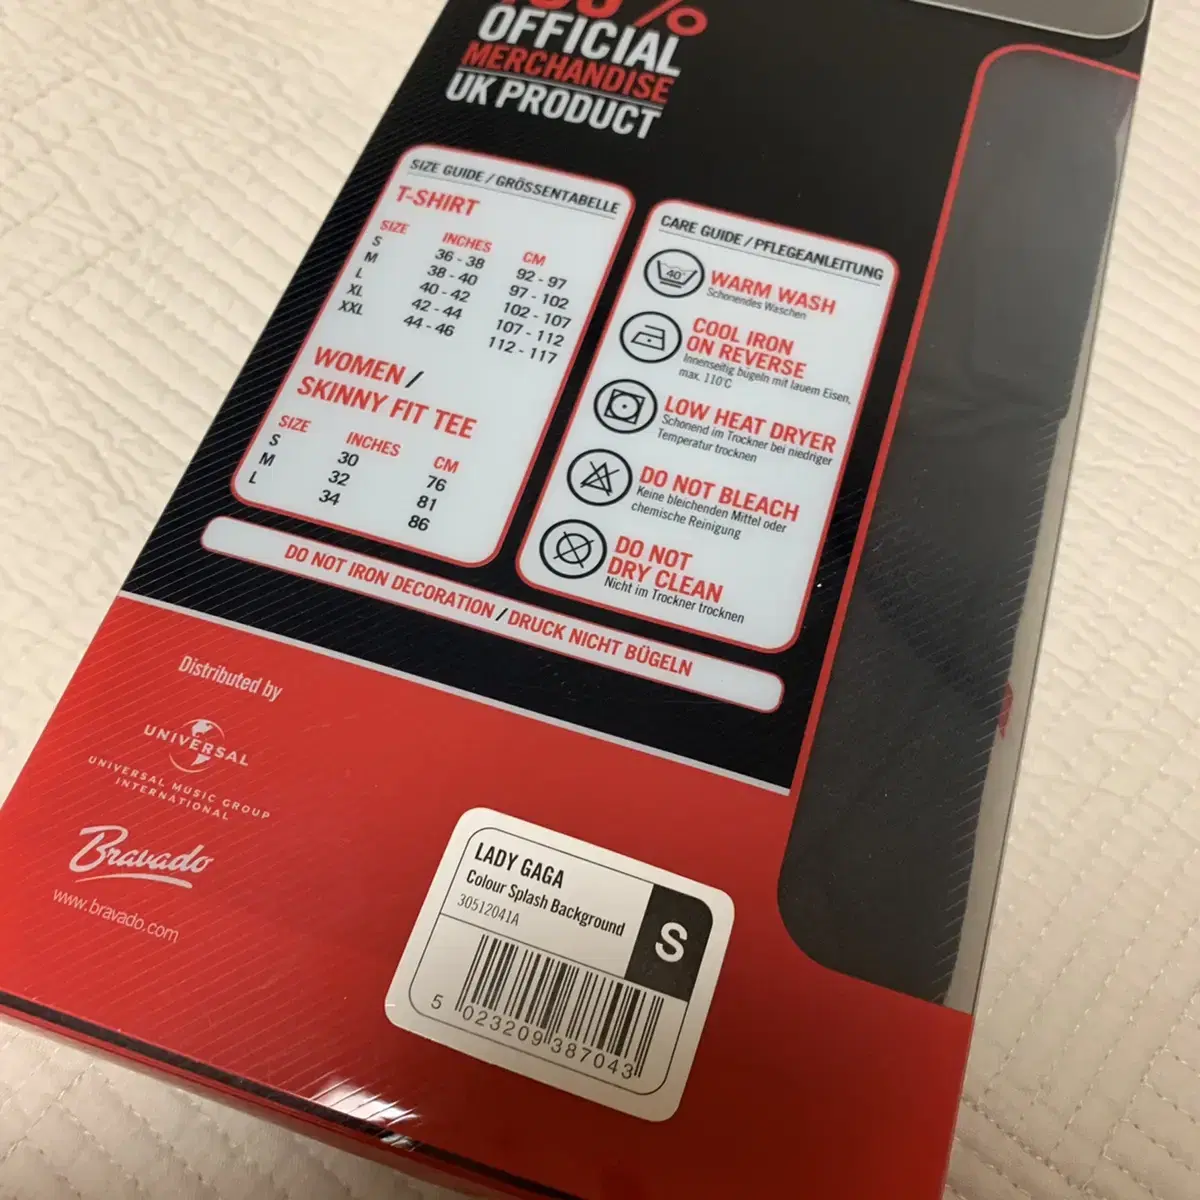 100%
OFFICIAL
MERCHANDISE
UK PRODUCT
SIZE GUIDE / GRÖSSENTABELLE
T-SHIRT
SIZE INCHES CM
S 36 - 38 92 - 97
M 38 - 40 97 - 102
L 40 - 42 102 - 107
XL 42 - 44 107 - 112
XXL 44 - 46 112 - 117
WOMEN /
SKINNY FIT TEE
SIZE INCHES CM
S 30 76
M 32 81
L 34 86
CARE GUIDE / PFLEGEANLEITUNG
40°
WARM WASH
Schonendes Waschen
COOL IRON
ON REVERSE
Innenseitig bügeln mit lauem Eisen,
max. 110°C
LOW HEAT DRYER
Schonend im Trockner bei niedriger
Temperatur trocknen
DO NOT BLEACH
Keine bleichenden Mittel oder
chemische Reinigung
DO NOT
DRY CLEAN
Nicht im Trockner trocknen
DO NOT IRON DECORATION / DRUCK NICHT BÜGELN
Distributed by
UNIVERSAL
UNIVERSAL MUSIC GROUP
INTERNATIONAL
Bravado
www.bravado.com
LADY GAGA
Colour Splash Background
30512041A
S
5 023209 387043